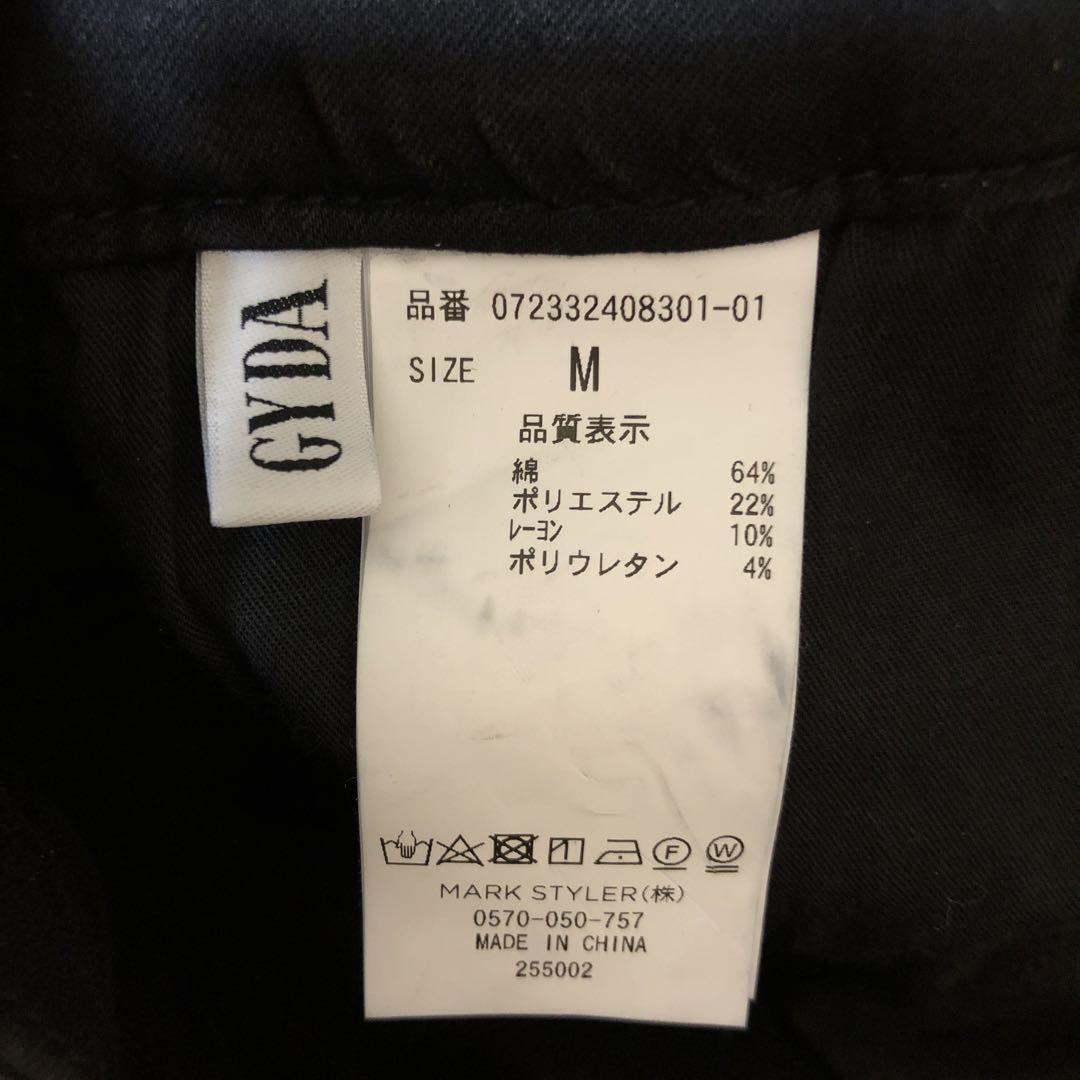 GYDA
品番 072332408301-01
SIZE M
品質表示
綿 64%
ポリエステル 22%
レーヨン 10%
ポリウレタン 4%
F W
MARK STYLER(株)
0570-050-757
MADE IN CHINA
255002